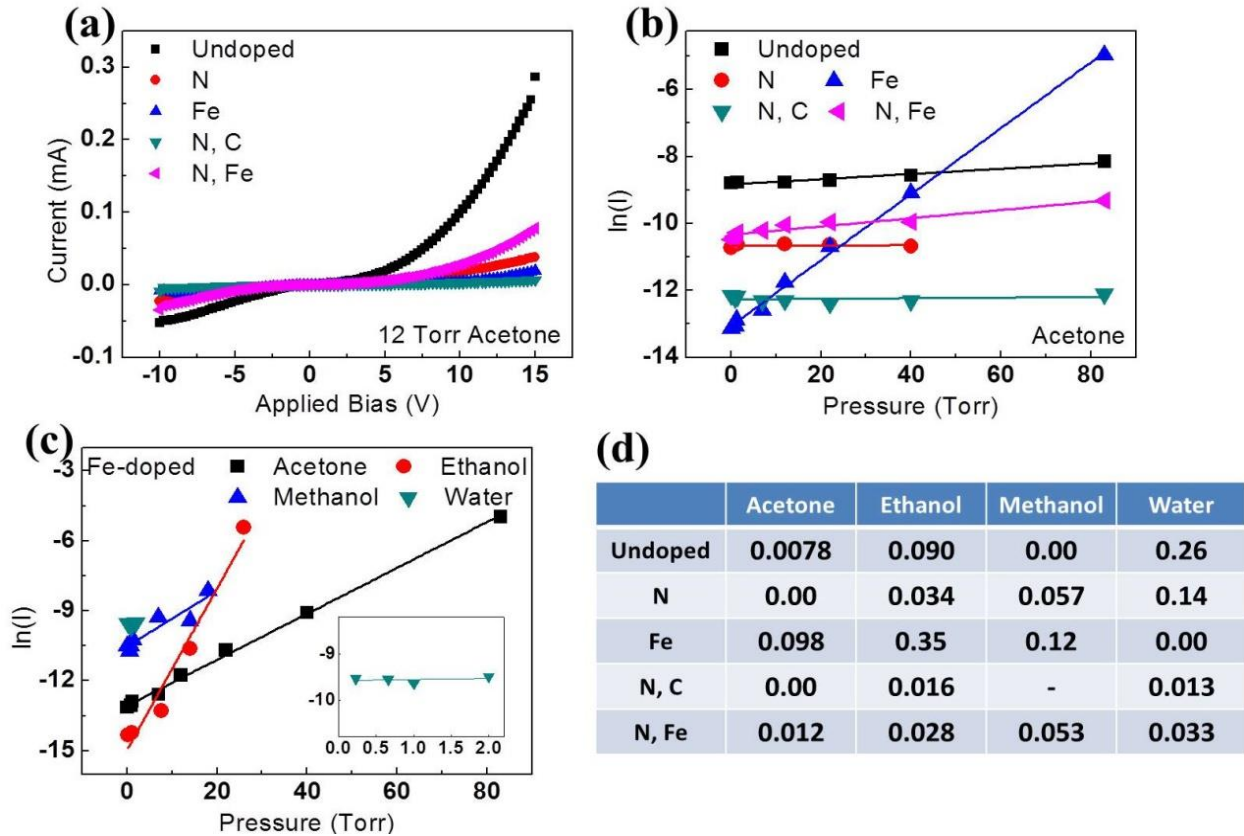 (a)
Undoped
N
Fe
N, C
N, Fe
0.3
0.2
0.1
0.0
-0.1
Current (mA)
12 Torr Acetone
-10 -5 0 5 10 15
Applied Bias (V)
(b)
Undoped
N Fe
N, C N, Fe
-6
-8
-10
-12
-14
ln(I)
Acetone
0 20 40 60 80
Pressure (Torr)
(c)
Fe-doped Acetone Ethanol
Methanol Water
-3
-6
-9
-12
-15
ln(I)
-9
-10
0.0 0.5 1.0 1.5 2.0
0 20 40 60 80
Pressure (Torr)
(d)
Acetone Ethanol Methanol Water
Undoped 0.0078 0.090 0.00 0.26
N 0.00 0.034 0.057 0.14
Fe 0.098 0.35 0.12 0.00
N, C 0.00 0.016 - 0.013
N, Fe 0.012 0.028 0.053 0.033